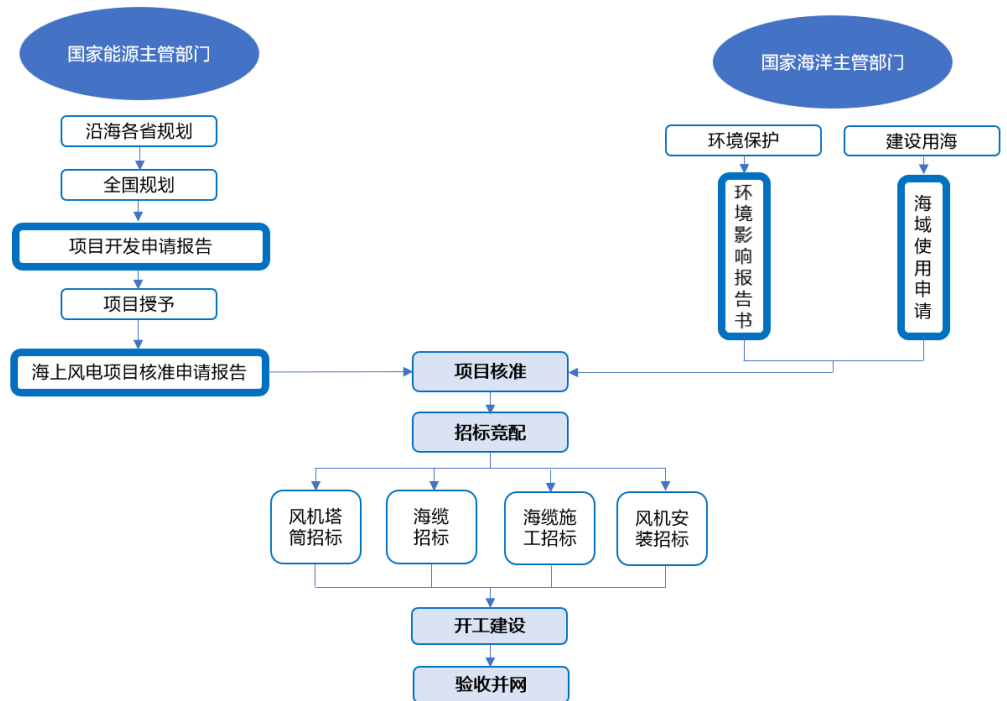 国家能源主管部门
国家海洋主管部门
沿海各省规划
全国规划
项目开发申请报告
项目授予
海上风电项目核准申请报告
环境保护
建设用海
环境影响报告书
海域使用申请
项目核准
招标竞配
风机塔
筒招标
海缆
招标
海缆施
工招标
风机安
装招标
开工建设
验收并网